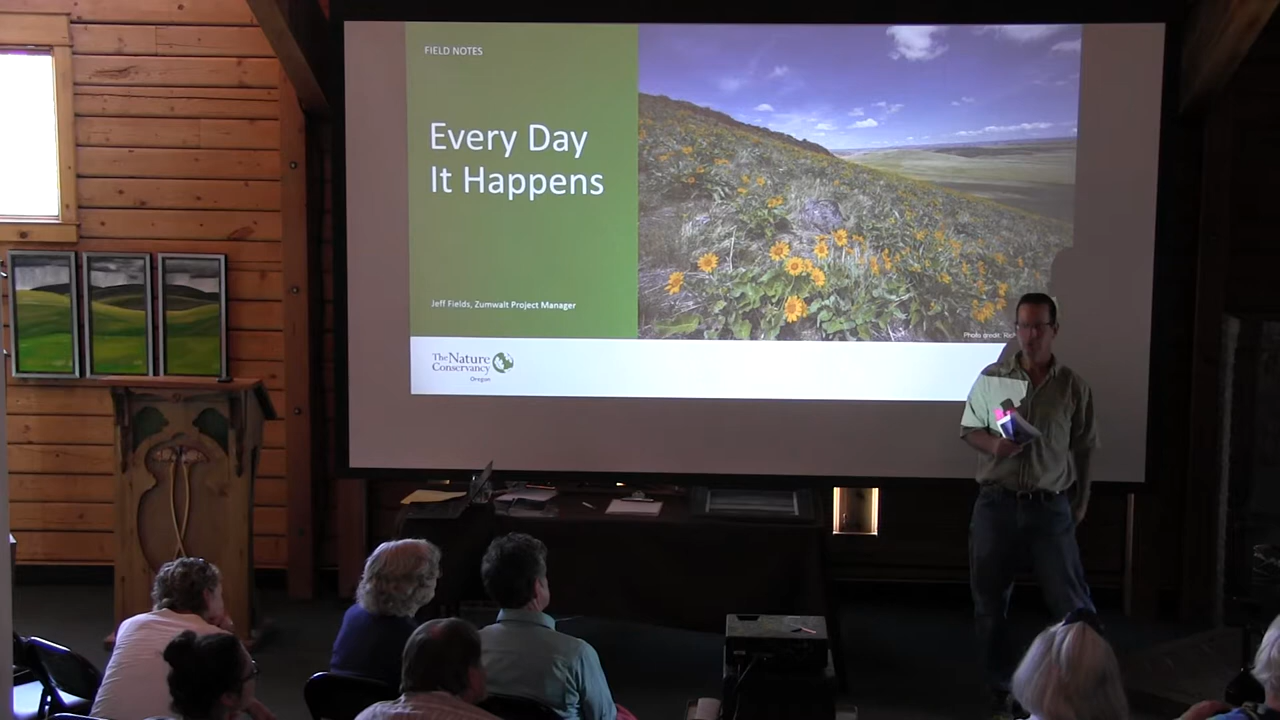 FIELD NOTES
Every Day
It Happens
Jeff Fields, Zumwalt Project Manager
The Nature
Conservancy
Oregon
Photo credit: